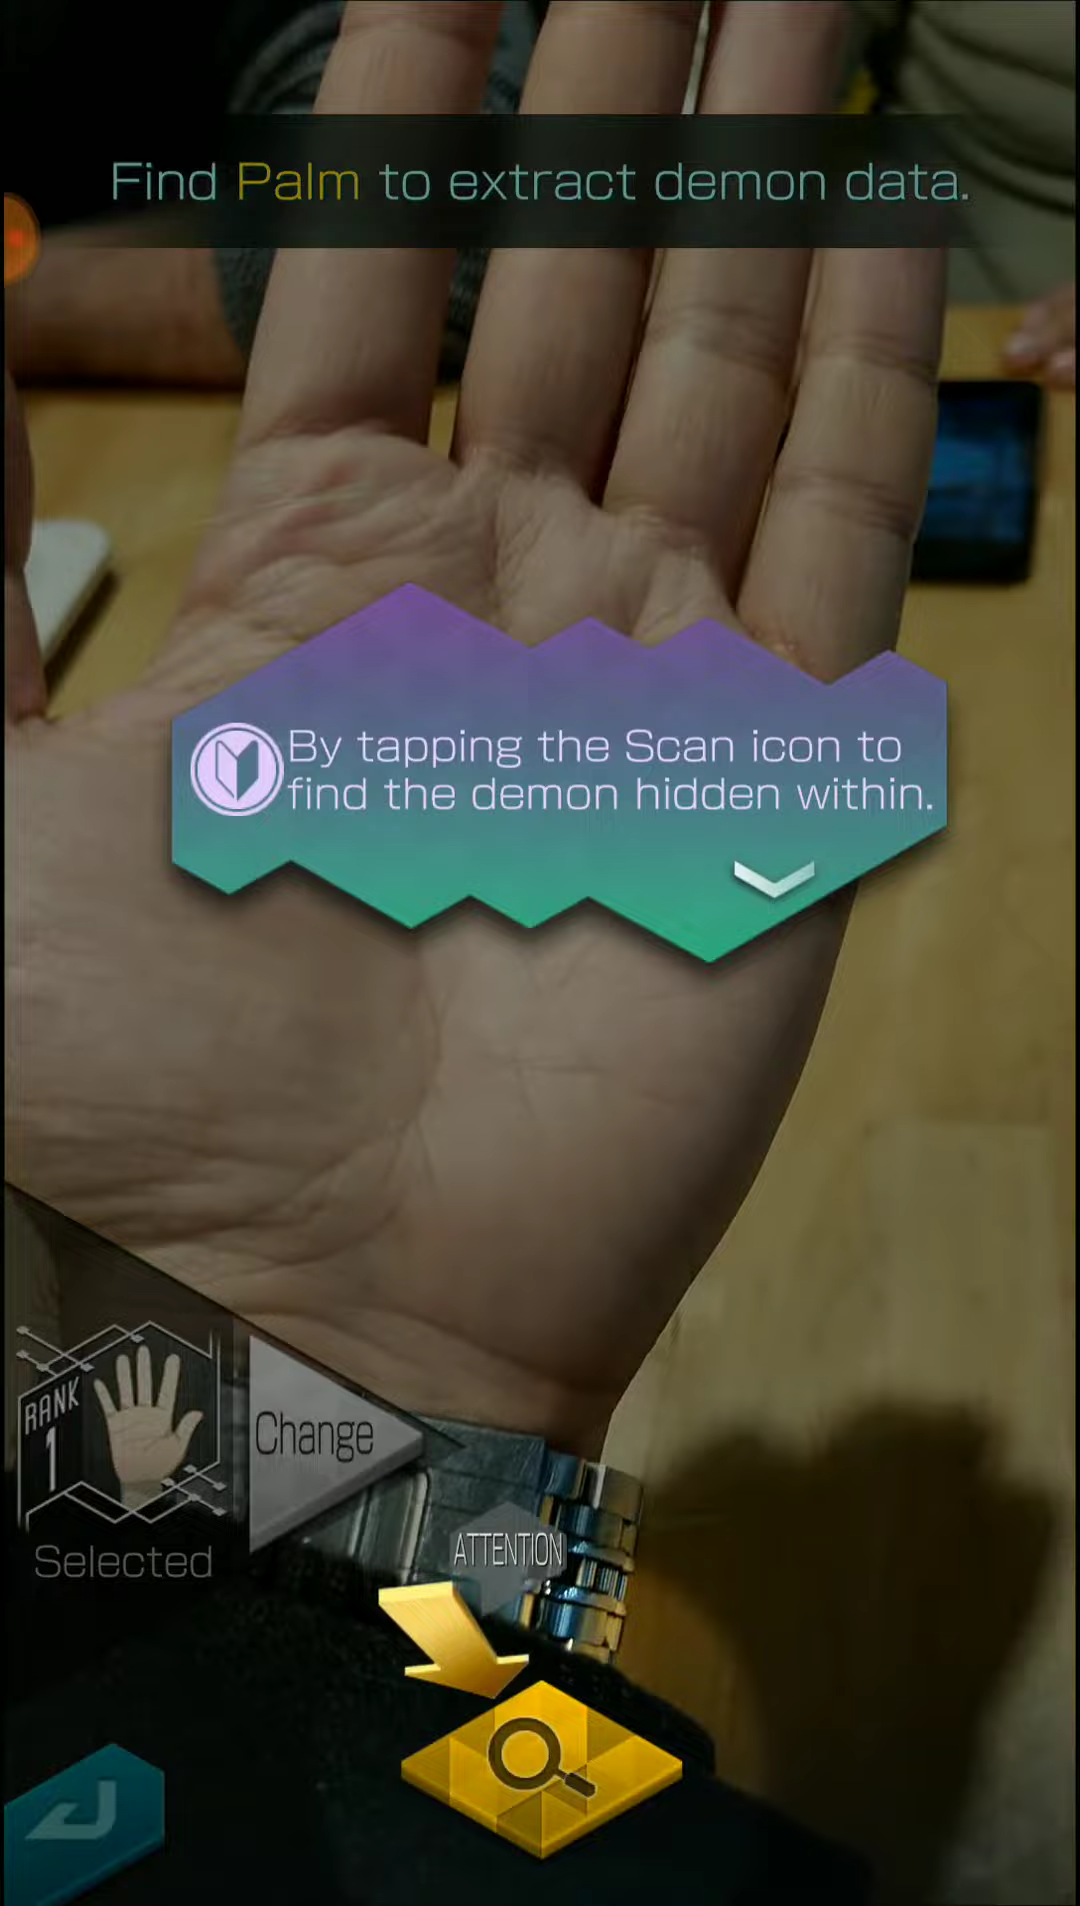 Find Palm to extract demon data.
By tapping the Scan icon to
find the demon hidden within.
RANK
1
Change
Selected
ATTENTION